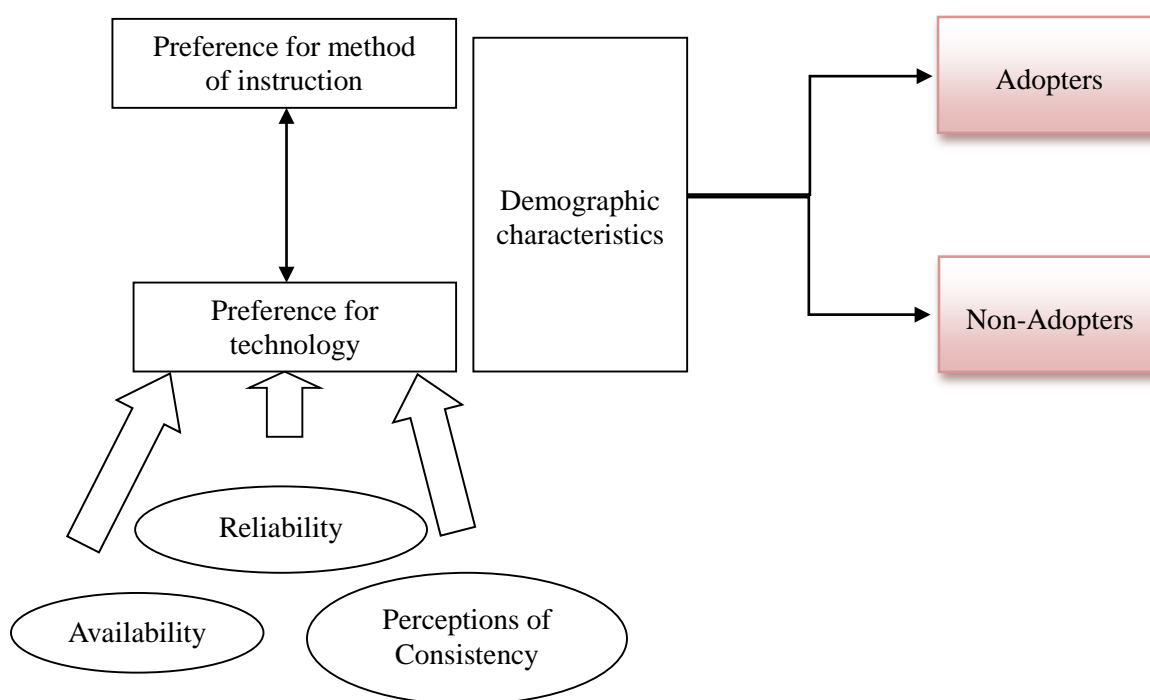 Preference for method
of instruction
Adopters
Demographic
characteristics
Preference for
technology
Non-Adopters
Reliability
Availability
Perceptions of
Consistency